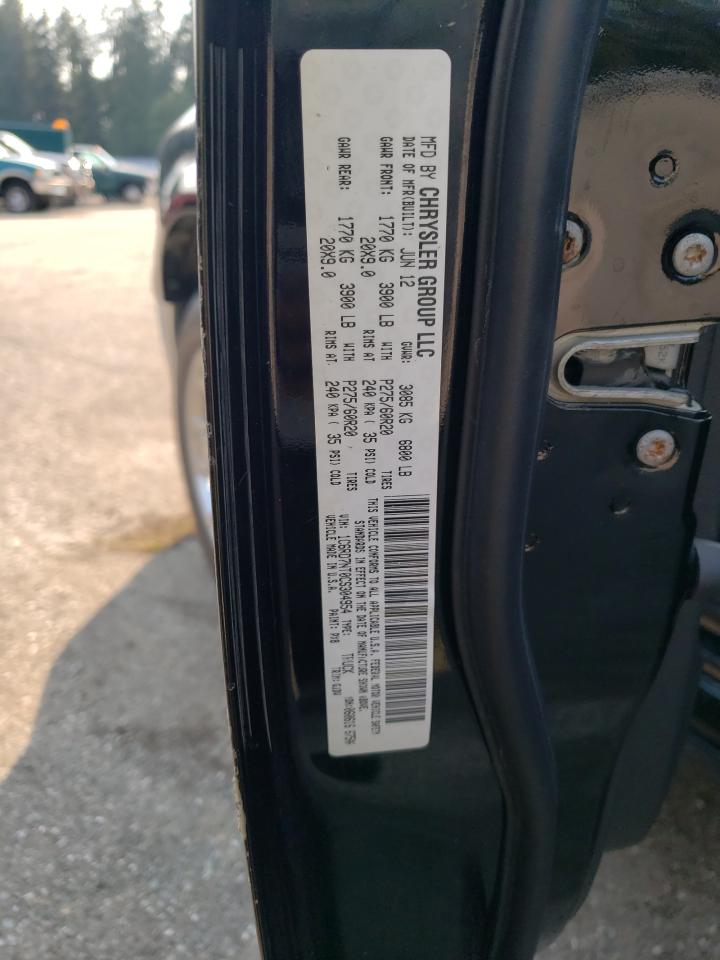 MFD BY CHRYSLER GROUP LLC
DATE OF MFR(BUILT): JUN 12 GVWR: 3085 KG 6800 LB
GAWR FRONT: 1770 KG 3900 LB WITH P275/60R20 TIRES
20X9.0 RIMS AT 240 KPA ( 35 PSI) COLD
GAWR REAR: 1770 KG 3900 LB WITH P275/60R20 , TIRES
20X9.0 RIMS AT. 240 KPA ( 35 PSI) COLD
THIS VEHICLE CONFORMS TO ALL APPLICABLE U.S.A. FEDERAL MOTOR VEHICLE SAFETY
STANDARDS IN EFFECT ON THE DATE OF MANUFACTURE SHOWN ABOVE.
VIN: 1C6RD7NT0CS304954 TYPE: TRUCK
VEHICLE MADE IN U.S.A. PAINT: TRIM: